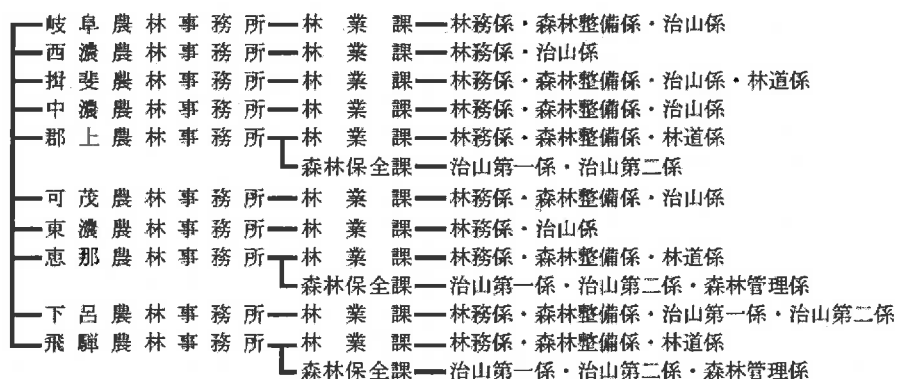 岐阜農林事務所 林業課 林務係・森林整備係・治山係
西濃農林事務所 林業課 林務係・治山係
揖斐農林事務所 林業課 林務係・森林整備係・治山係・林道係
中濃農林事務所 林業課 林務係・森林整備係・治山係
郡上農林事務所 林業課 林務係・森林整備係・林道係
森林保全課 治山第一係・治山第二係
可茂農林事務所 林業課 林務係・森林整備係・治山係
東濃農林事務所 林業課 林務係・治山係
恵那農林事務所 林業課 林務係・森林整備係・林道係
森林保全課 治山第一係・治山第二係・森林管理係
下呂農林事務所 林業課 林務係・森林整備係・治山第一係・治山第二係
飛騨農林事務所 林業課 林務係・森林整備係・林道係
森林保全課 治山第一係・治山第二係・森林管理係